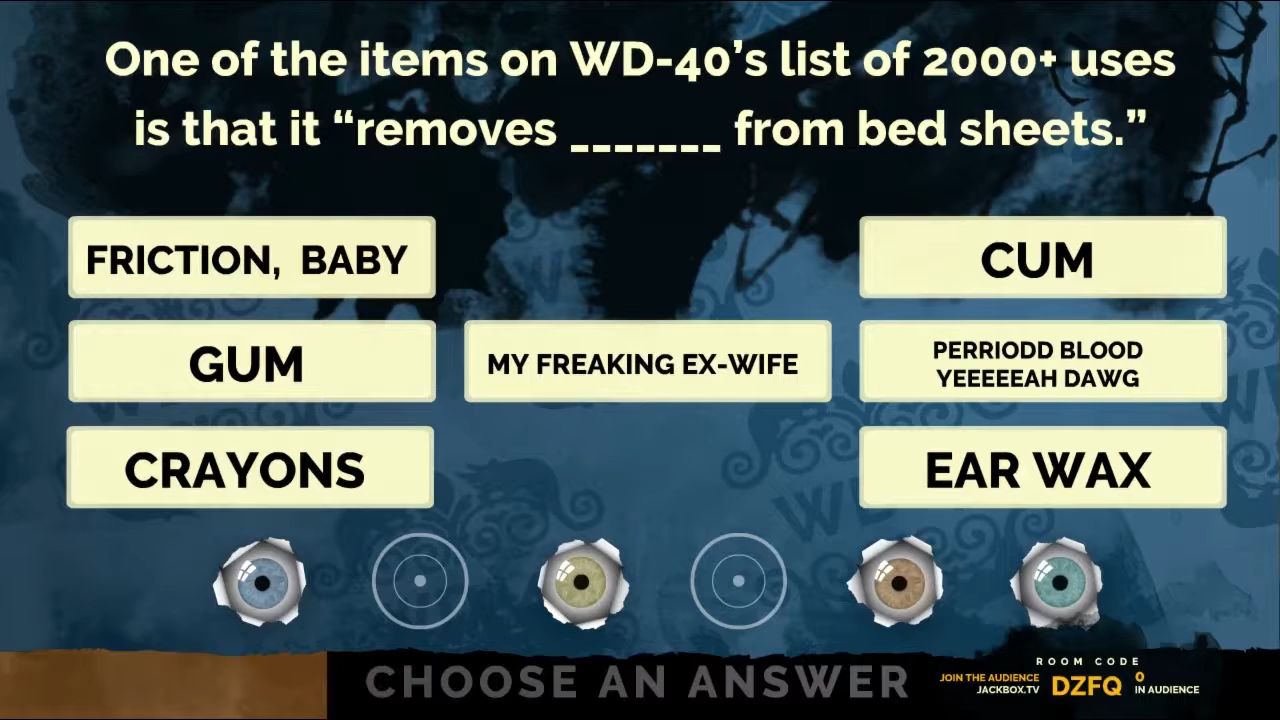 One of the items on WD-40’s list of 2000+ uses
is that it “removes _______ from bed sheets.”
FRICTION, BABY
CUM
GUM
MY FREAKING EX-WIFE
PERRIODD BLOOD
YEEEEEAH DAWG
CRAYONS
EAR WAX
CHOOSE AN ANSWER
ROOM CODE
JOIN THE AUDIENCE
JACKBOX.TV
DZFQ
0
IN AUDIENCE